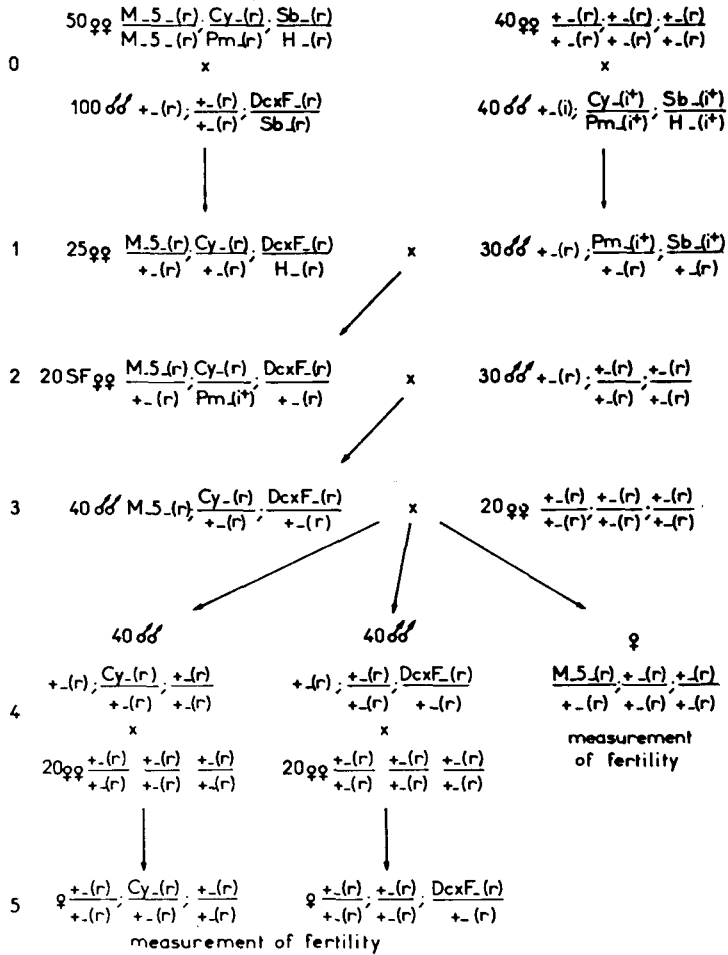 50♀♀ M-5-(r)/M-5-(r); Cy-(r)/Pm-(r); Sb-(r)/H-(r) 40♀♀ +-(r)/+-(r); +-(r)/+-(r); +-(r)/+-(r)
0 x x
100♂♂ +-(r); +-(r)/+-(r); DcxF-(r)/Sb-(r) 40♂♂ +-(i); Cy-(i+)/Pm-(i+); Sb-(i+)/H-(i+)
1 25♀♀ M-5-(r)/+-(r); Cy-(r)/+-(r); DcxF-(r)/H-(r) x 30♂♂ +-(r); Pm-(i+)/+-(r); Sb-(i+)/+-(r)
2 20 SF♀♀ M-5-(r)/+-(r); Cy-(r)/Pm-(i+); DcxF-(r)/+-(r) x 30♂♂ +-(r); +-(r)/+-(r); +-(r)/+-(r)
3 40♂♂ M-5-(r); Cy-(r)/+-(r); DcxF-(r)/+-(r) x 20♀♀ +-(r)/+-(r); +-(r)/+-(r); +-(r)/+-(r)
40♂♂ 40♂♂ ♀
4 +-(r); Cy-(r)/+-(r); +-(r)/+-(r) +-(r); +-(r)/+-(r); DcxF-(r)/+-(r) M-5-(r)/+-(r); +-(r)/+-(r); +-(r)/+-(r)
x x measurement
of fertility
20♀♀ +-(r)/+-(r) +-(r)/+-(r) +-(r)/+-(r) 20♀♀ +-(r)/+-(r) +-(r)/+-(r) +-(r)/+-(r)
5 ♀ +-(r)/+-(r); Cy-(r)/+-(r); +-(r)/+-(r) ♀ +-(r)/+-(r); +-(r)/+-(r); DcxF-(r)/+-(r)
measurement of fertility